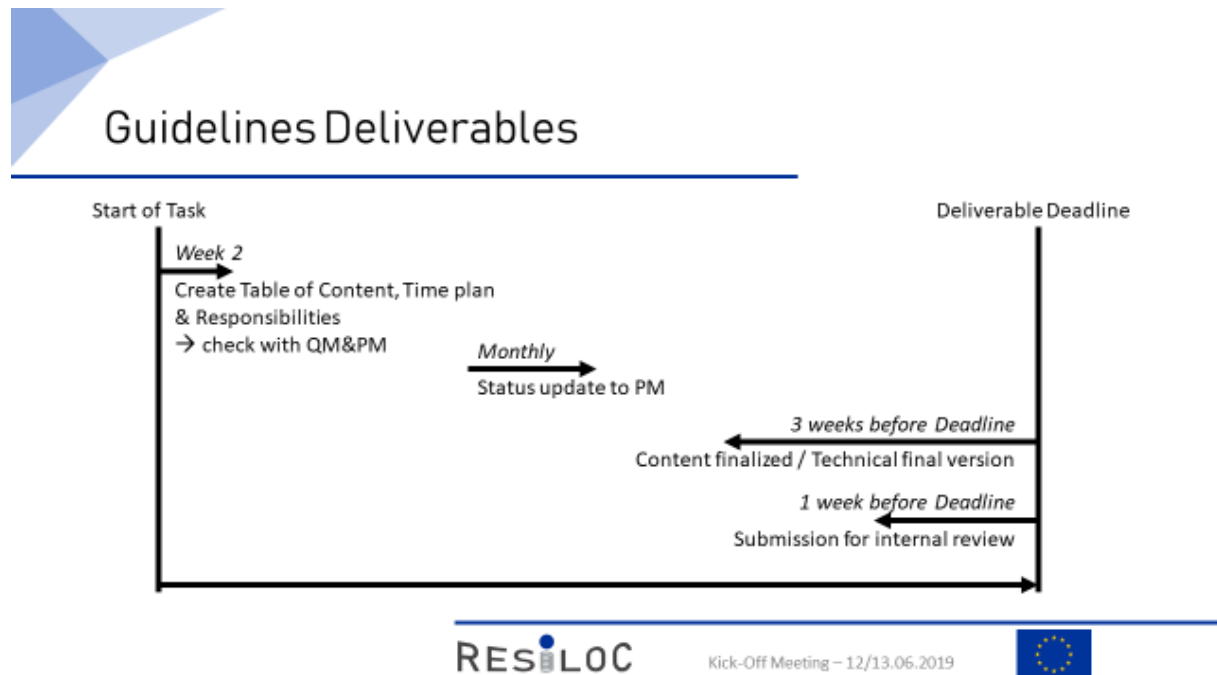 Guidelines Deliverables
Start of Task
Deliverable Deadline
Week 2
Create Table of Content, Time plan
& Responsibilities
→ check with QM&PM
Monthly
Status update to PM
3 weeks before Deadline
Content finalized / Technical final version
1 week before Deadline
Submission for internal review
RESiLOC
Kick-Off Meeting – 12/13.06.2019